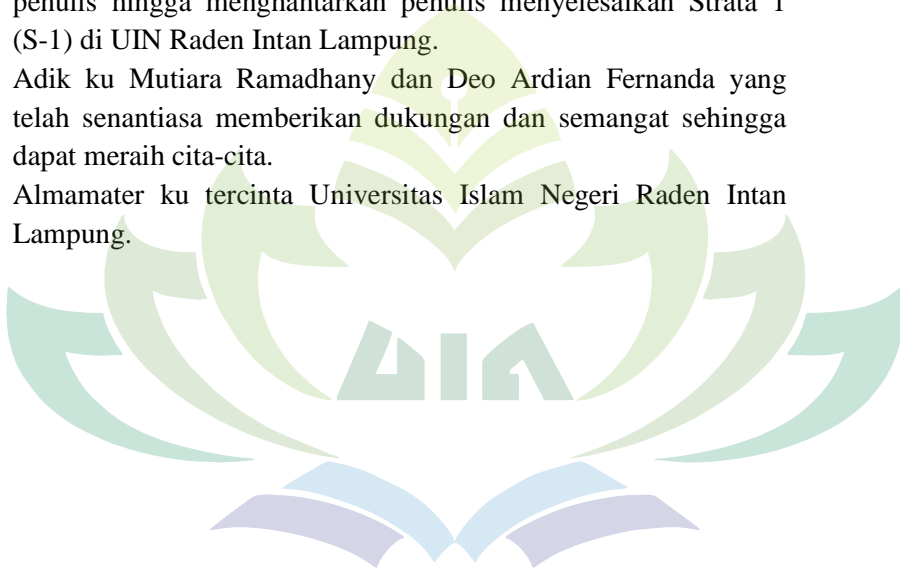 penulis hingga menghantarkan penulis menyelesaikan Strata 1
(S-1) di UIN Raden Intan Lampung.
Adik ku Mutiara Ramadhany dan Deo Ardian Fernanda yang
telah senantiasa memberikan dukungan dan semangat sehingga
dapat meraih cita-cita.
Almamater ku tercinta Universitas Islam Negeri Raden Intan
Lampung.
UIN